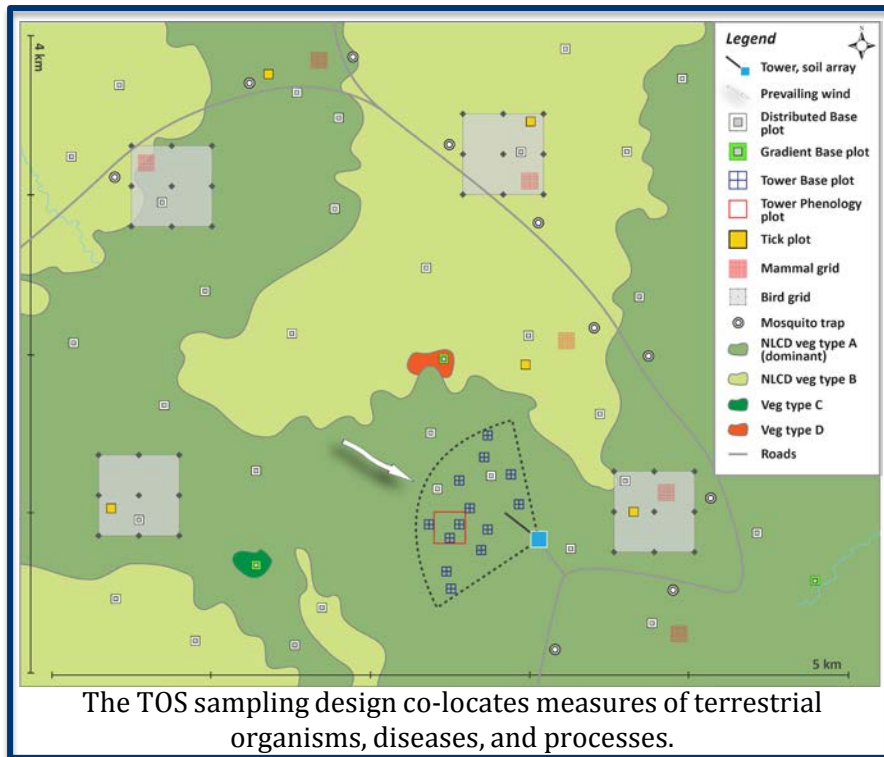 4 km
Legend
N
Tower, soil array
Prevailing wind
Distributed Base
plot
Gradient Base plot
Tower Base plot
Tower Phenology
plot
Tick plot
Mammal grid
Bird grid
Mosquito trap
NLCD veg type A
(dominant)
NLCD veg type B
Veg type C
Veg type D
Roads
5 km
The TOS sampling design co-locates measures of terrestrial
organisms, diseases, and processes.